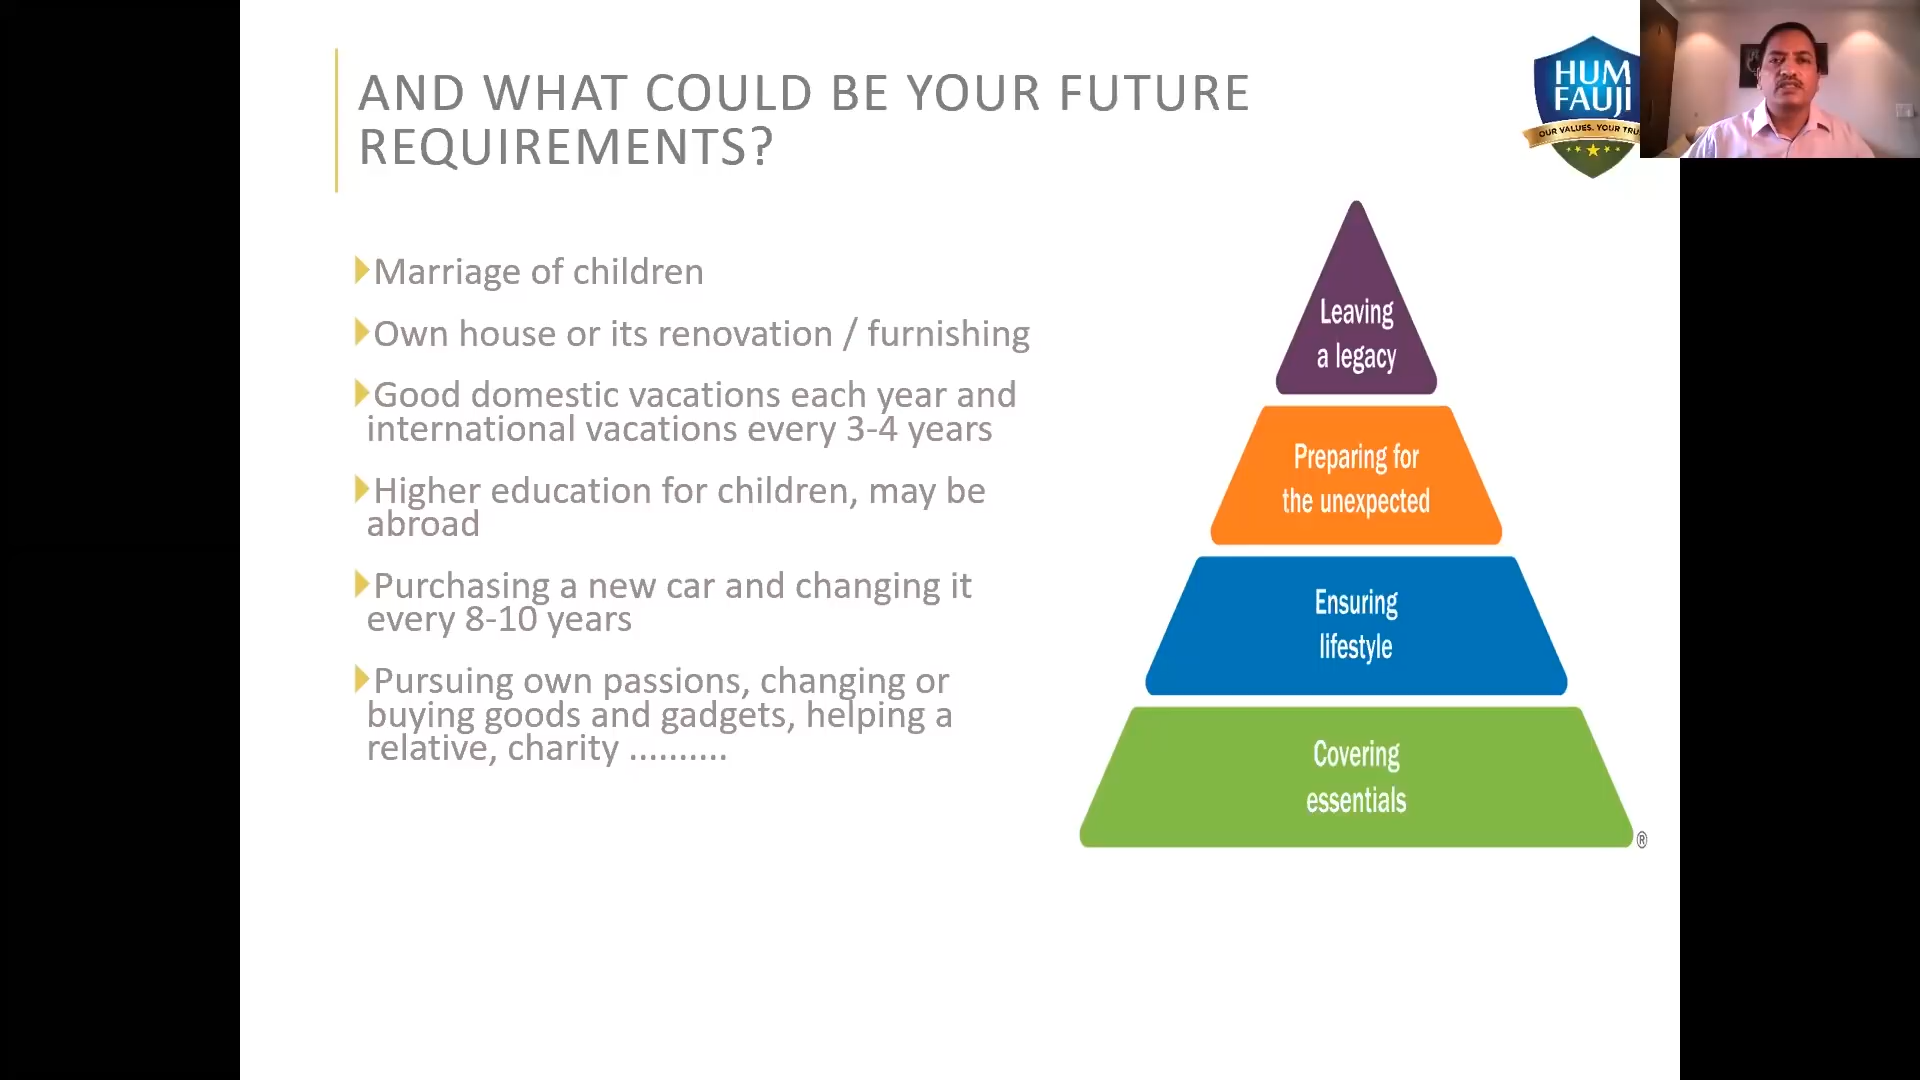 AND WHAT COULD BE YOUR FUTURE
REQUIREMENTS?
Marriage of children
Own house or its renovation / furnishing
Good domestic vacations each year and
international vacations every 3-4 years
Higher education for children, may be
abroad
Purchasing a new car and changing it
every 8-10 years
Pursuing own passions, changing or
buying goods and gadgets, helping a
relative, charity ..........
HUM
FAUJI
OUR VALUES. YOUR TRU
Leaving
a legacy
Preparing for
the unexpected
Ensuring
lifestyle
Covering
essentials
®